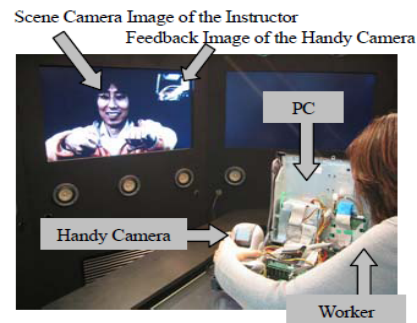 Scene Camera Image of the Instructor
Feedback Image of the Handy Camera
PC
Handy Camera
Worker